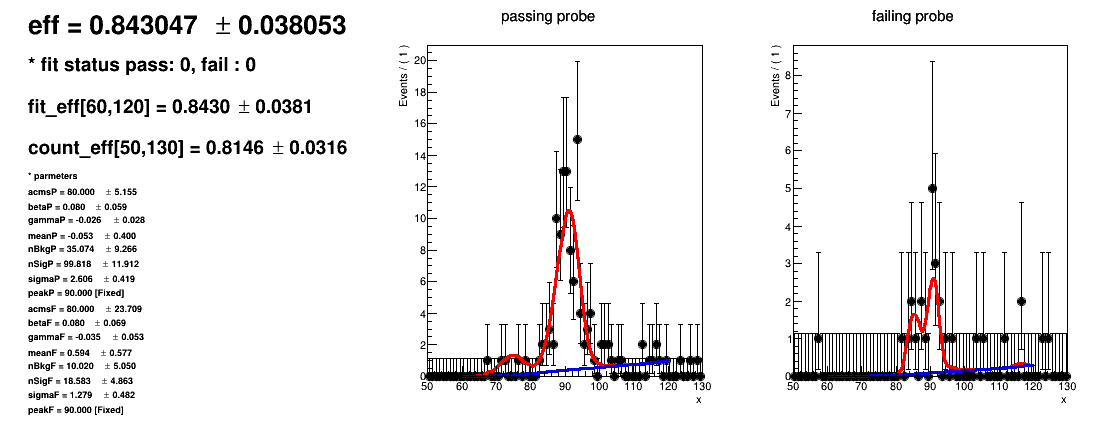 eff = 0.843047 ± 0.038053
* fit status pass: 0, fail : 0
fit_eff[60,120] = 0.8430 ± 0.0381
count_eff[50,130] = 0.8146 ± 0.0316
* parmeters
acmsP = 80.000 ± 5.155
betaP = 0.080 ± 0.059
gammaP = -0.026 ± 0.028
meanP = -0.053 ± 0.400
nBkgP = 35.074 ± 9.266
nSigP = 99.818 ± 11.912
sigmaP = 2.606 ± 0.419
peakP = 90.000 [Fixed]
acmsF = 80.000 ± 23.709
betaF = 0.080 ± 0.069
gammaF = -0.035 ± 0.053
meanF = 0.594 ± 0.577
nBkgF = 10.020 ± 5.050
nSigF = 18.583 ± 4.863
sigmaF = 1.279 ± 0.482
peakF = 90.000 [Fixed]
passing probe
Events / ( 1 )
20
18
16
14
12
10
8
6
4
2
0
50 60 70 80 90 100 110 120 130
x
failing probe
Events / ( 1 )
8
7
6
5
4
3
2
1
0
50 60 70 80 90 100 110 120 130
x